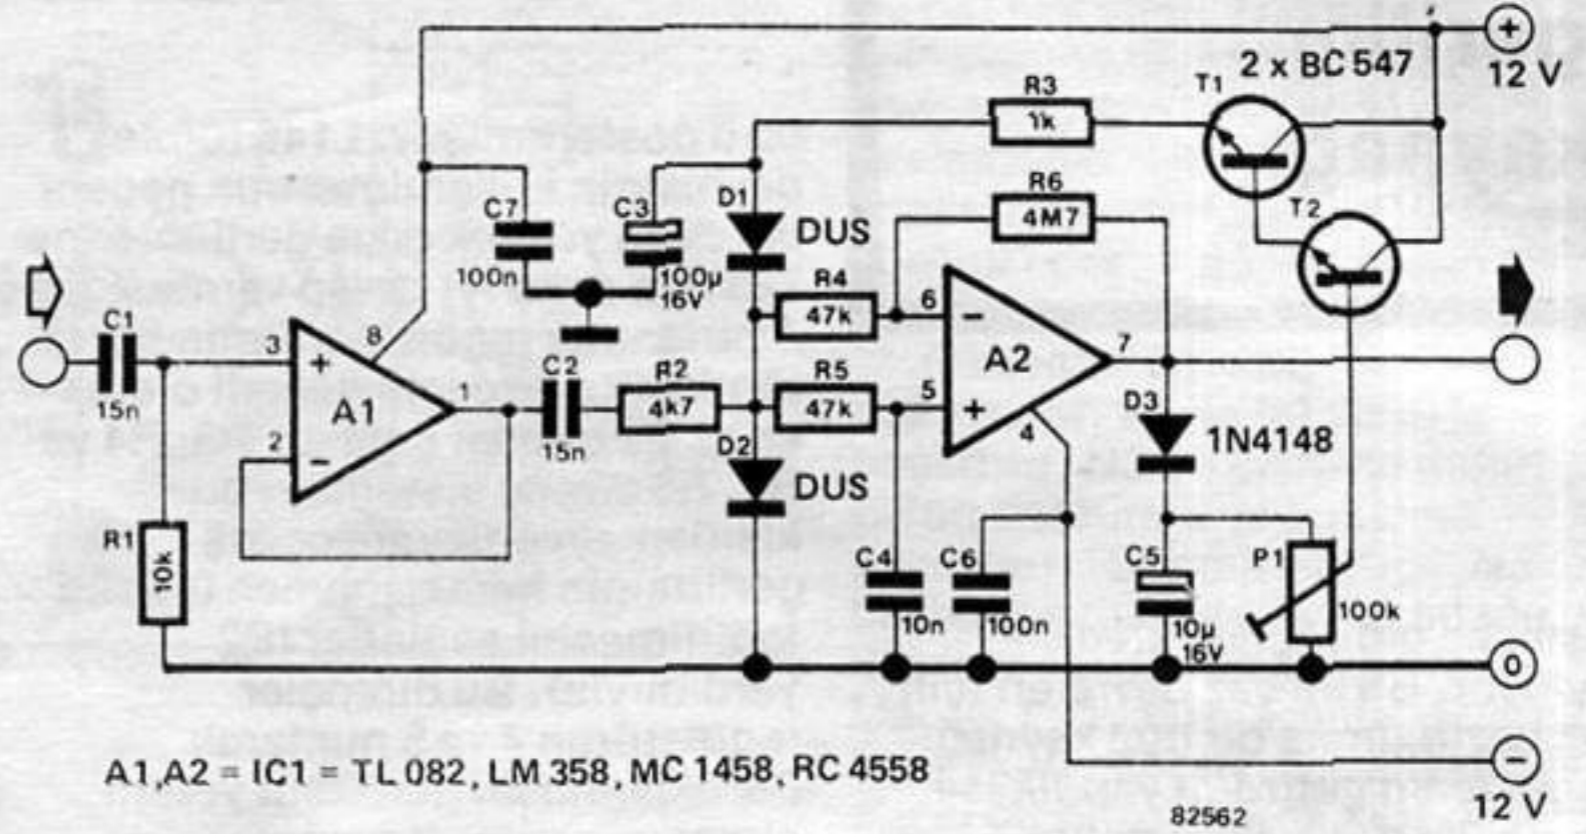 +
12 V
2 x BC 547
T1
R3
1k
R6
4M7
T2
C7
100n
C3
100µ
16V
D1
DUS
R4
47k
6
−
C1
15n
3
+
8
A1
1
2
−
C2
15n
R2
4k7
R5
47k
5
+
A2
7
4
D2
DUS
D3
1N4148
R1
10k
C4
10n
C6
100n
C5
10µ
16V
P1
100k
0
−
12 V
A1,A2 = IC1 = TL 082, LM 358, MC 1458, RC 4558
82562